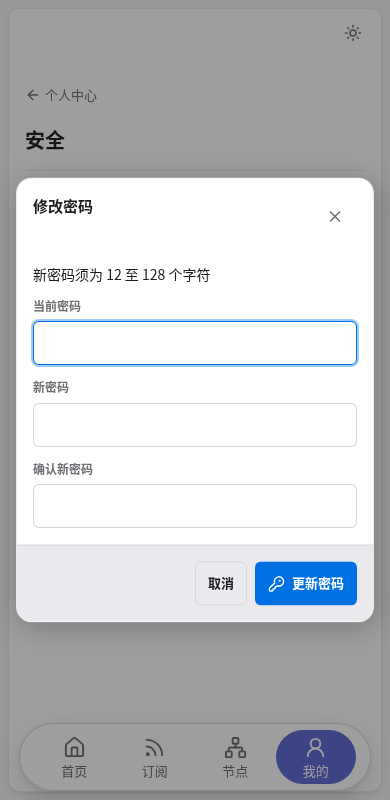 个人中心
安全
修改密码
新密码须为 12 至 128 个字符
当前密码
新密码
确认新密码
取消
更新密码
首页
订阅
节点
我的